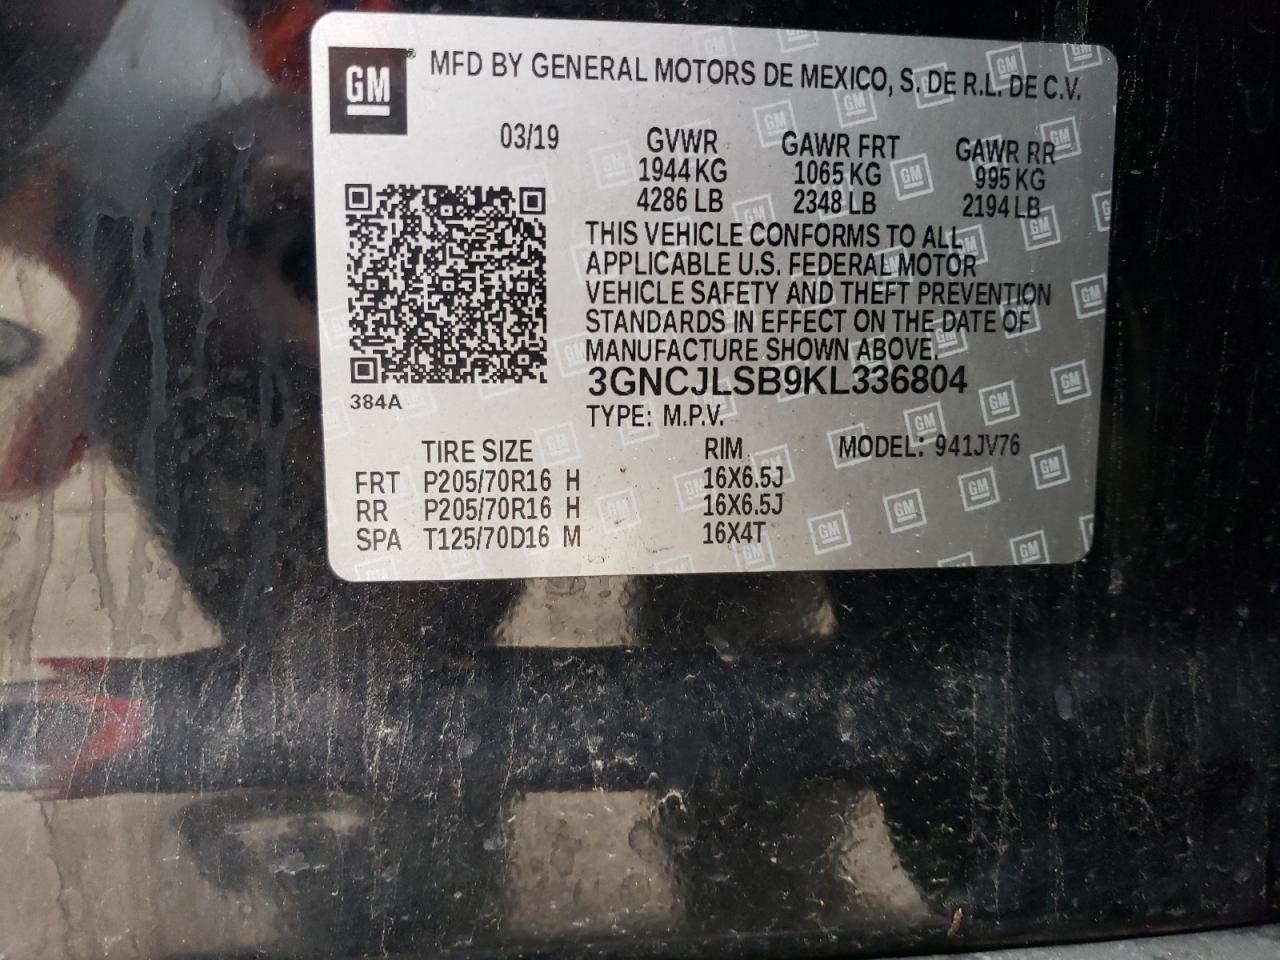 GM ® MFD BY GENERAL MOTORS DE MEXICO, S. DE R.L. DE C.V.
03/19 GVWR GAWR FRT GAWR RR
1944 KG 1065 KG 995 KG
4286 LB 2348 LB 2194 LB
THIS VEHICLE CONFORMS TO ALL
APPLICABLE U.S. FEDERAL MOTOR
VEHICLE SAFETY AND THEFT PREVENTION
STANDARDS IN EFFECT ON THE DATE OF
MANUFACTURE SHOWN ABOVE.
3GNCJLSB9KL336804
384A
TYPE: M.P.V.
TIRE SIZE RIM MODEL: 941JV76
FRT P205/70R16 H 16X6.5J
RR P205/70R16 H 16X6.5J
SPA T125/70D16 M 16X4T